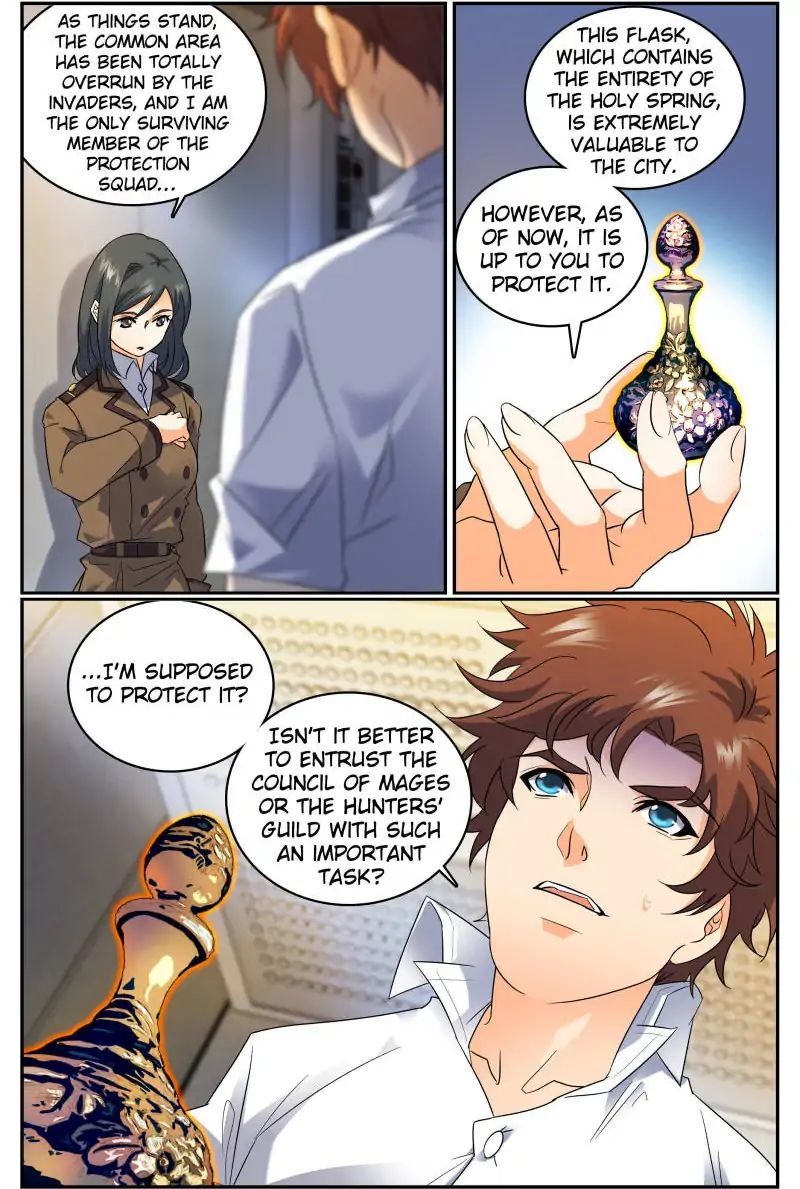 AS THINGS STAND,
THE COMMON AREA
HAS BEEN TOTALLY
OVERRUN BY THE
INVADERS, AND I AM
THE ONLY SURVIVING
MEMBER OF THE
PROTECTION
SQUAD...
THIS FLASK,
WHICH CONTAINS
THE ENTIRETY OF
THE HOLY SPRING,
IS EXTREMELY
VALUABLE TO
THE CITY.
HOWEVER, AS
OF NOW, IT IS
UP TO YOU TO
PROTECT IT.
...I'M SUPPOSED
TO PROTECT IT?
ISN'T IT BETTER
TO ENTRUST THE
COUNCIL OF MAGES
OR THE HUNTERS'
GUILD WITH SUCH
AN IMPORTANT
TASK?